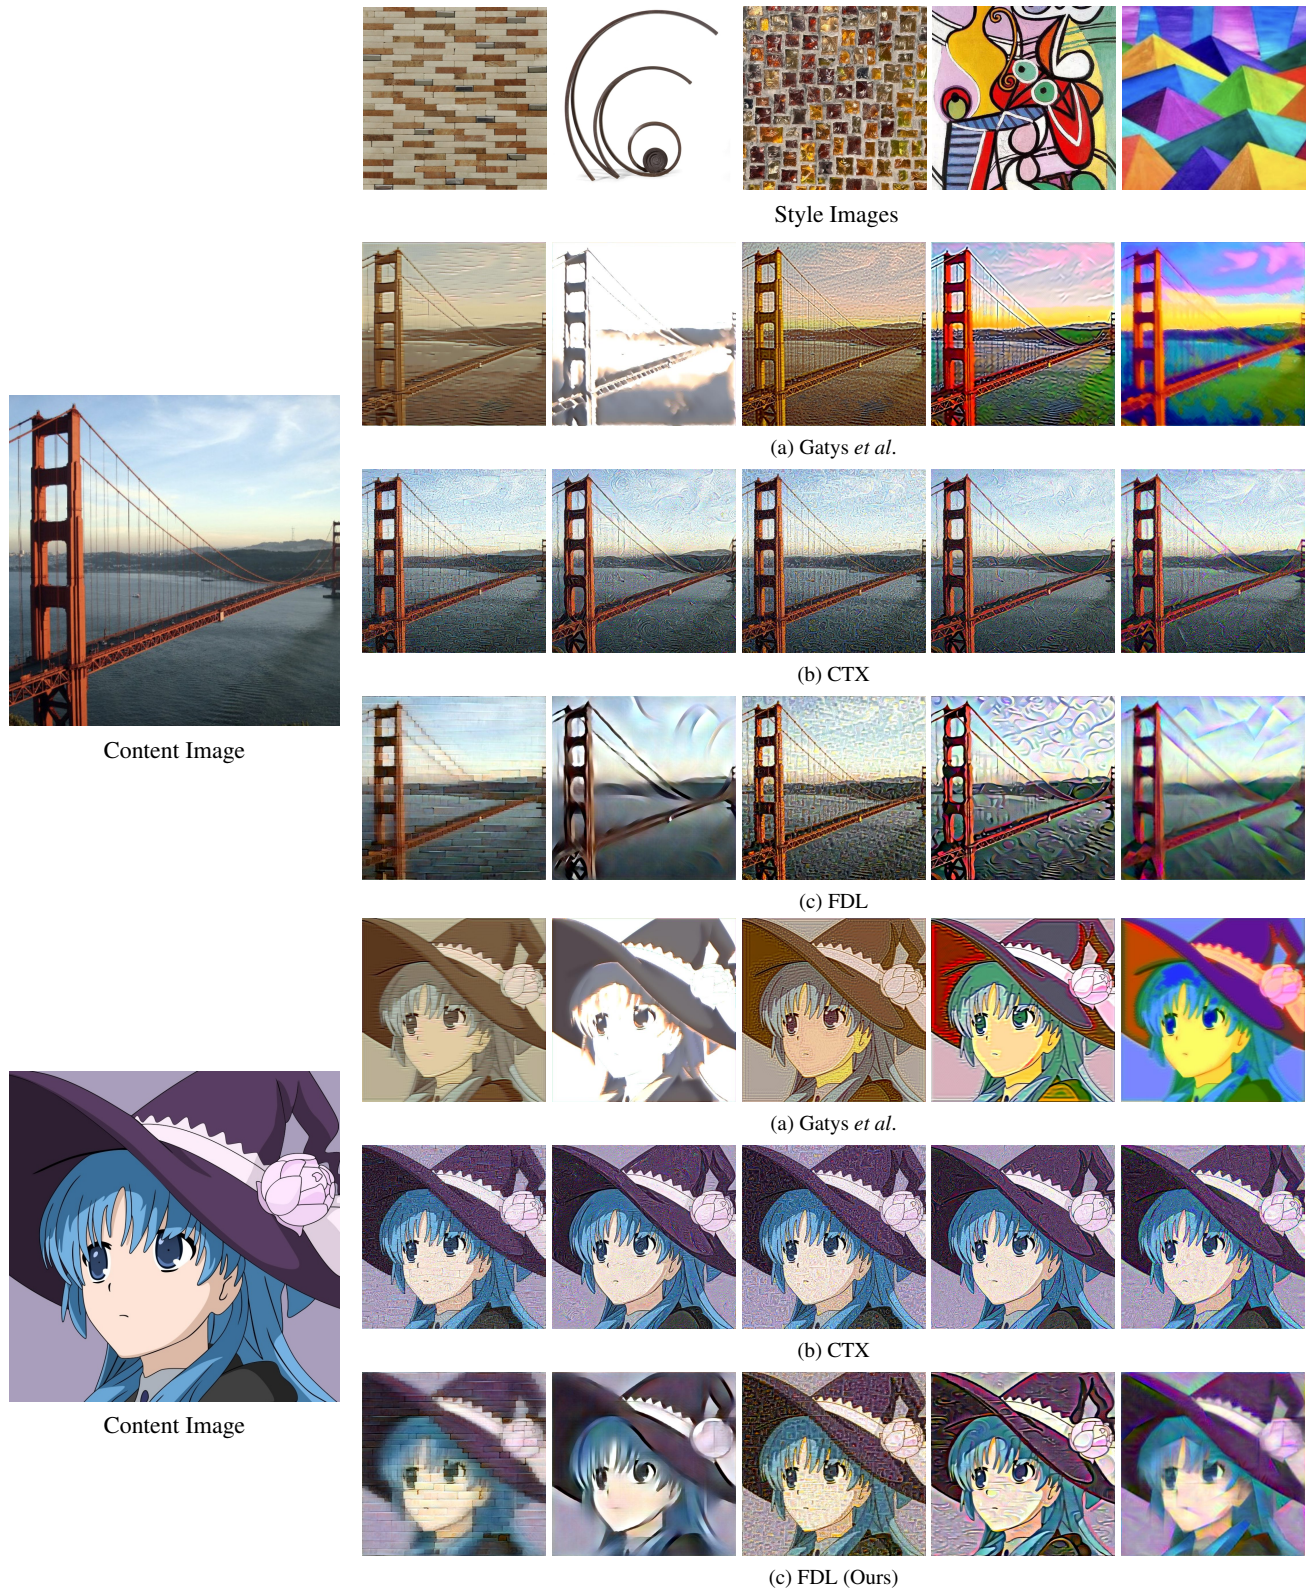 Style Images
(a) Gatys et al.
(b) CTX
Content Image
(c) FDL
(a) Gatys et al.
(b) CTX
Content Image
(c) FDL (Ours)